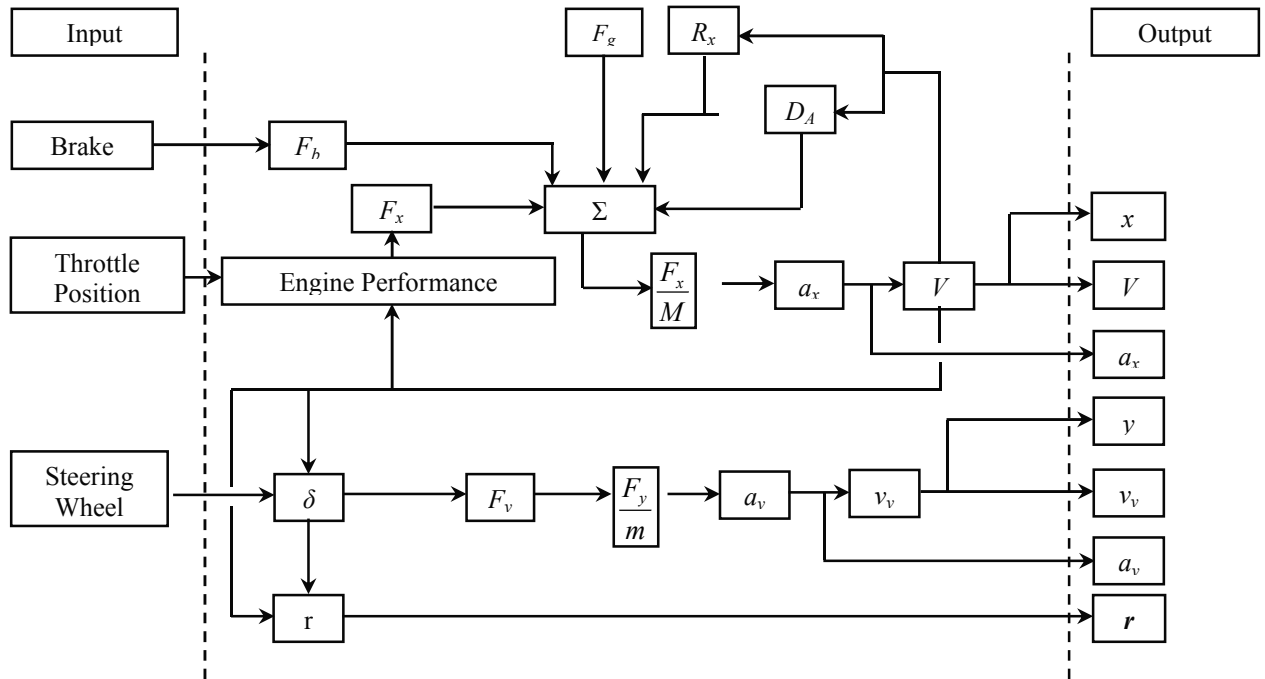 Input
F_g
R_x
Output
D_A
Brake
F_b
F_x
Σ
x
Throttle
Position
Engine Performance
F_x
M
a_x
V
V
a_x
y
Steering
Wheel
δ
F_y
F_y
m
a_y
v_y
v_y
a_y
r
r